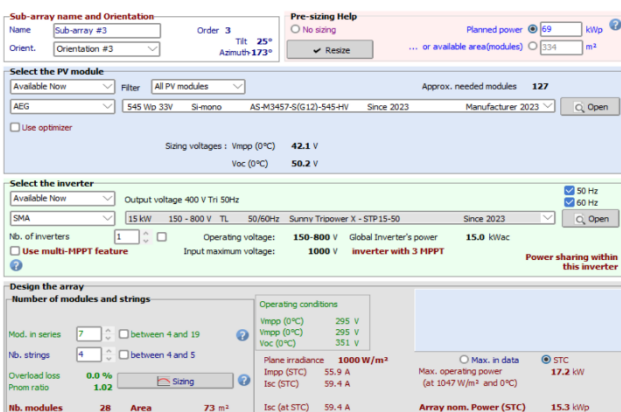 Sub-array name and Orientation
Name Sub-array #3 Order 3
Tilt 25°
Orient. Orientation #3 Azimuth 173°
Pre-sizing Help
No sizing Planned power 69 kWp
Resize ... or available area(modules) 334 m²
Select the PV module
Available Now Filter All PV modules Approx. needed modules 127
AEG 545 Wp 33V Si-mono AS-M3457-S(G12)-545-HV Since 2023 Manufacturer 2023 Open
Use optimizer
Sizing voltages : Vmpp (0°C) 42.1 V
Voc (0°C) 50.2 V
Select the inverter
Available Now Output voltage 400 V Tri 50Hz 50 Hz
60 Hz
SMA 15 kW 150 - 800 V TL 50/60 Hz Sunny Tripower X - STP15-50 Since 2023 Open
Nb. of inverters 1 Operating voltage: 150-800 V Global Inverter's power 15.0 kWac
Use multi-MPPT feature Input maximum voltage: 1000 V inverter with 3 MPPT
Power sharing within
this inverter
Design the array
Number of modules and strings
Mod. in series 7 between 4 and 19
Nb. strings 4 between 4 and 5
Overload loss 0.0 %
Pnom ratio 1.02 Sizing
Nb. modules 28 Area 73 m²
Operating conditions
Vmpp (0°C) 295 V
Vmpp (0°C) 295 V
Voc (0°C) 351 V
Plane irradiance 1000 W/m²
Impp (STC) 55.9 A
Isc (STC) 59.4 A
Isc (at STC) 59.4 A
Max. in data STC
Max. operating power 17.2 kW
(at 1047 W/m² and 0°C)
Array nom. Power (STC) 15.3 kWp